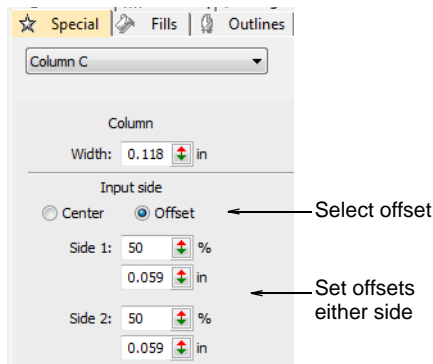 Special Fills Outlines
Column C
Column
Width: 0.118 in
Input side
Center Offset
Select offset
Side 1: 50 %
0.059 in
Set offsets
either side
Side 2: 50 %
0.059 in